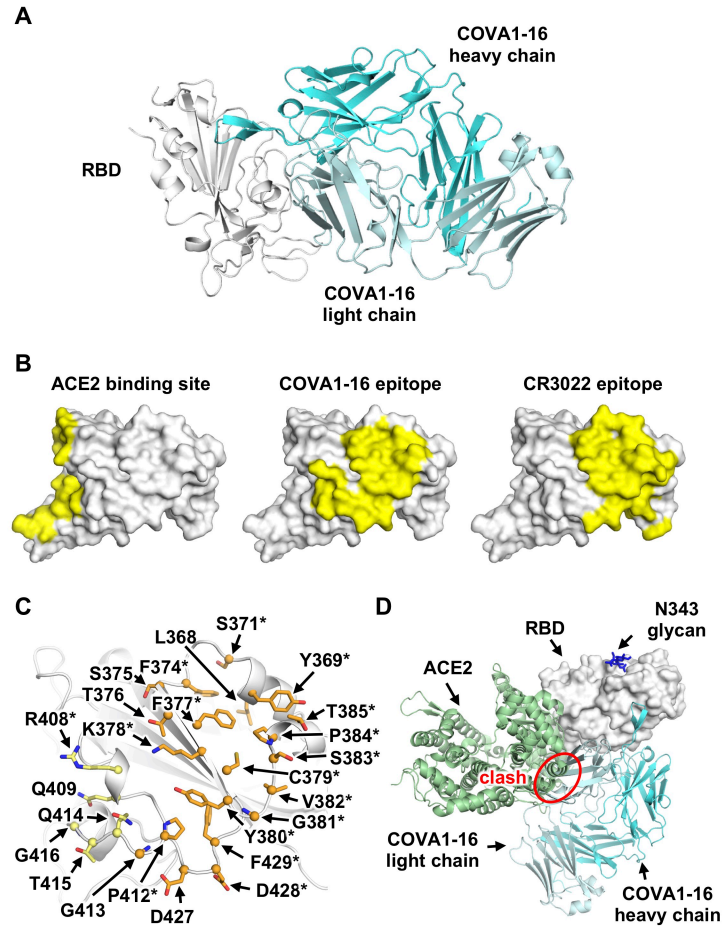 A
COVA1-16
heavy chain
RBD
COVA1-16
light chain
B
ACE2 binding site
COVA1-16 epitope
CR3022 epitope
C
S371*
L368
F374*
Y369*
S375
T376
F377*
T385*
R408*
K378*
P384*
S383*
C379*
Q409
V382*
Q414
G381*
Y380*
G416
F429*
T415
P412*
D428*
G413
D427
D
N343
glycan
RBD
ACE2
clash
COVA1-16
light chain
COVA1-16
heavy chain